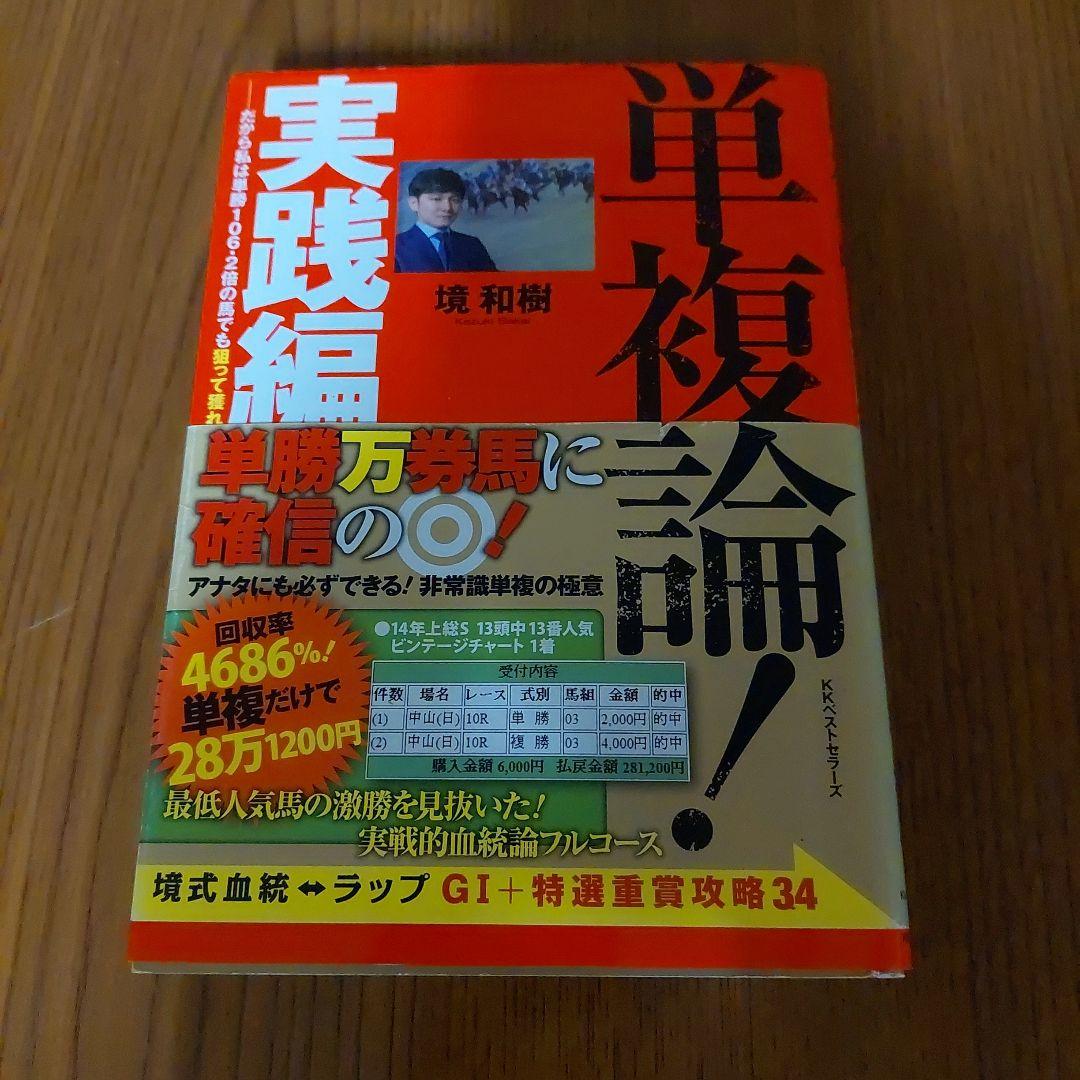 単複論!
実践編
――だから私は単勝106・2倍の馬でも狙って獲れ
境 和樹
Kazuki Sakai
単勝万券馬に
確信の◎!
アナタにも必ずできる! 非常識単複の極意
回収率
4686%!
単複だけで
28万1200円
●14年上総S 13頭中13番人気
ビンテージチャート 1着
受付内容
件数 場名 レース 式別 馬組 金額 的中
(1) 中山(日) 10R 単勝 03 2,000円 的中
(2) 中山(日) 10R 複勝 03 4,000円 的中
購入金額 6,000円 払戻金額 281,200円
最低人気馬の激勝を見抜いた!
実戦的血統論フルコース
境式血統↔ラップ GI+特選重賞攻略34
KKベストセラーズ